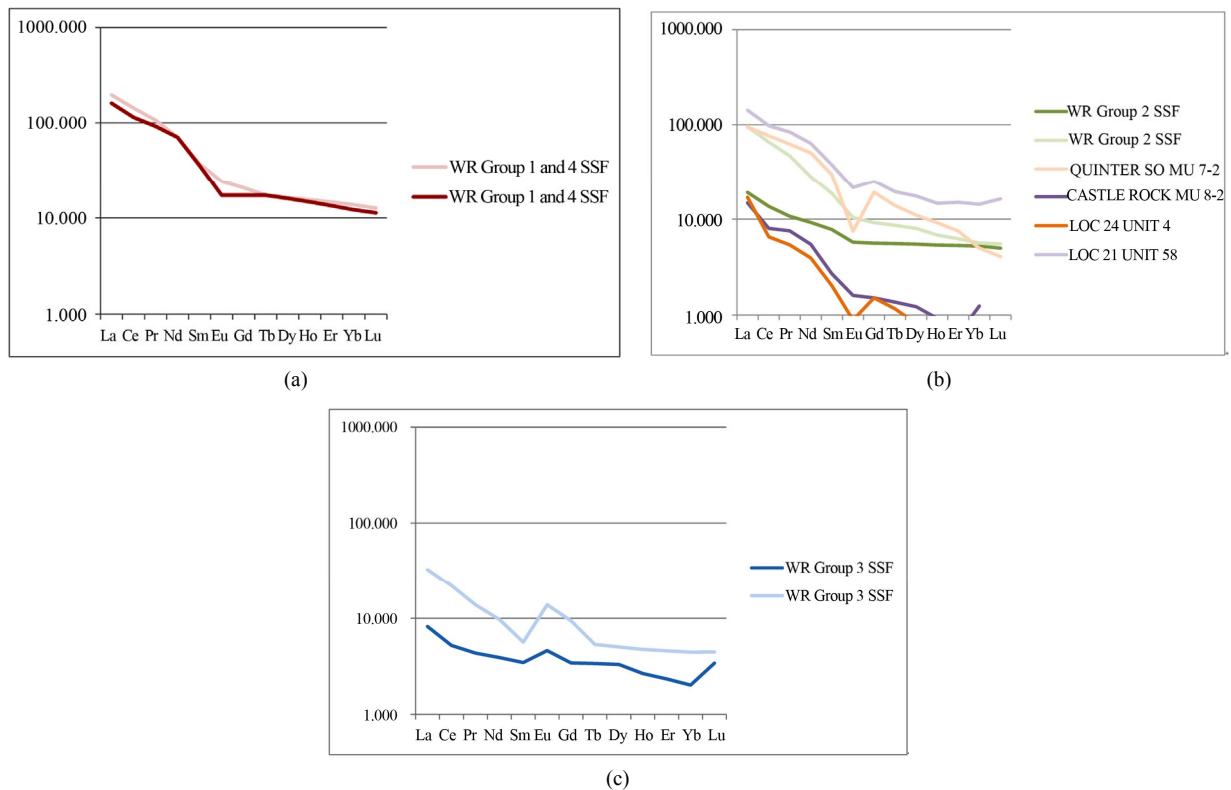 1000.000
100.000
10.000
1.000
La Ce Pr Nd Sm Eu Gd Tb Dy Ho Er Yb Lu
WR Group 1 and 4 SSF
WR Group 1 and 4 SSF
(a)
1000.000
100.000
10.000
1.000
La Ce Pr Nd Sm Eu Gd Tb Dy Ho Er Yb Lu
WR Group 2 SSF
WR Group 2 SSF
QUINTER SO MU 7-2
CASTLE ROCK MU 8-2
LOC 24 UNIT 4
LOC 21 UNIT 58
(b)
1000.000
100.000
10.000
1.000
La Ce Pr Nd Sm Eu Gd Tb Dy Ho Er Yb Lu
WR Group 3 SSF
WR Group 3 SSF
(c)